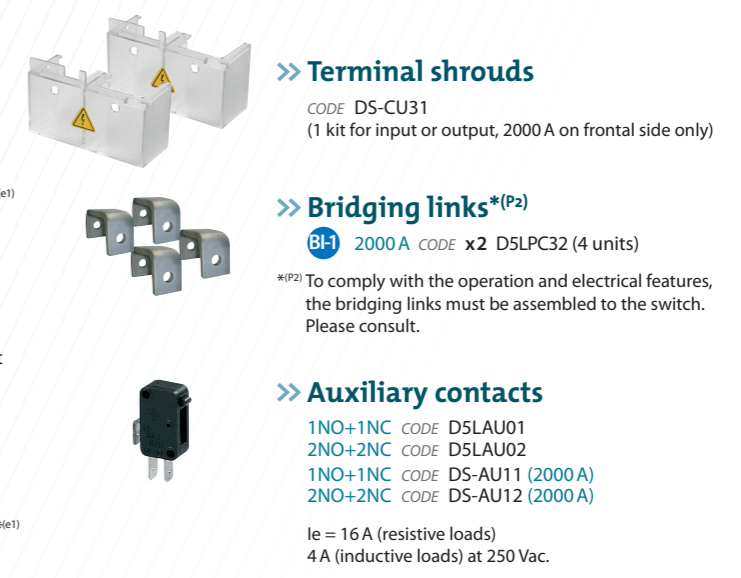 >> Terminal shrouds
CODE DS-CU31
(1 kit for input or output, 2000 A on frontal side only)
e1)
>> Bridging links*(P2)
BI-1 2000 A CODE x2 D5LPC32 (4 units)
*(P2) To comply with the operation and electrical features,
the bridging links must be assembled to the switch.
Please consult.
t
>> Auxiliary contacts
1NO+1NC CODE D5LAU01
2NO+2NC CODE D5LAU02
1NO+1NC CODE DS-AU11 (2000 A)
2NO+2NC CODE DS-AU12 (2000 A)
*(e1)
Ie = 16 A (resistive loads)
4 A (inductive loads) at 250 Vac.